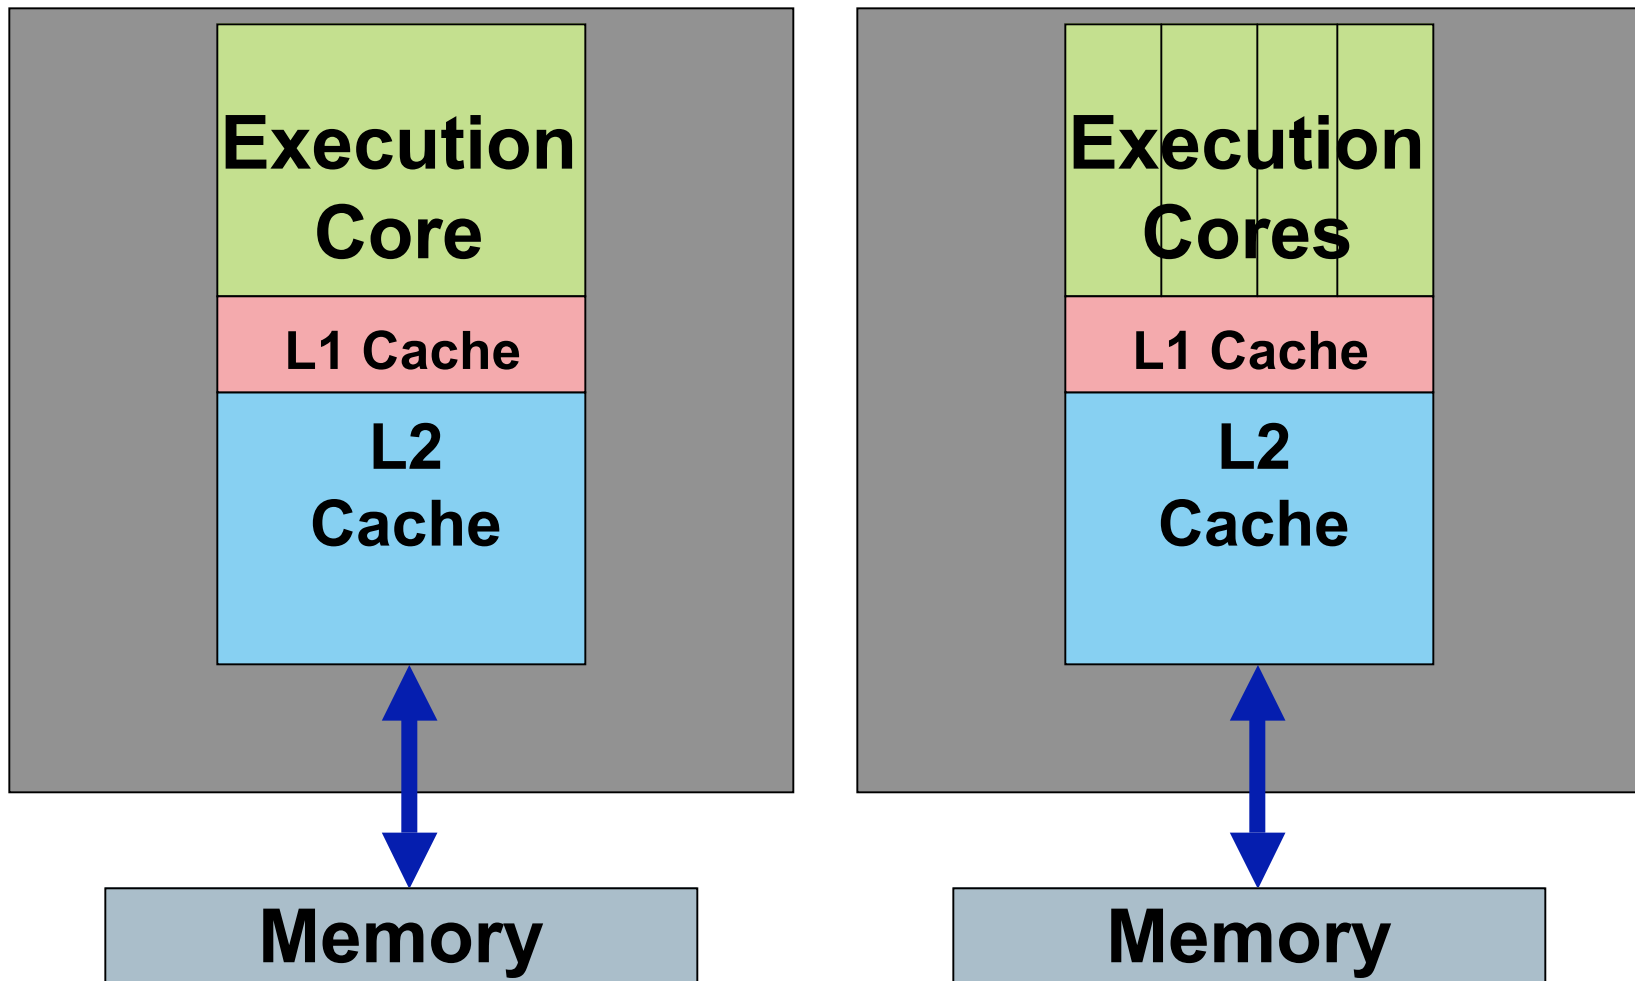 Execution
Core
L1 Cache
L2
Cache
Memory
Execution
Cores
L1 Cache
L2
Cache
Memory